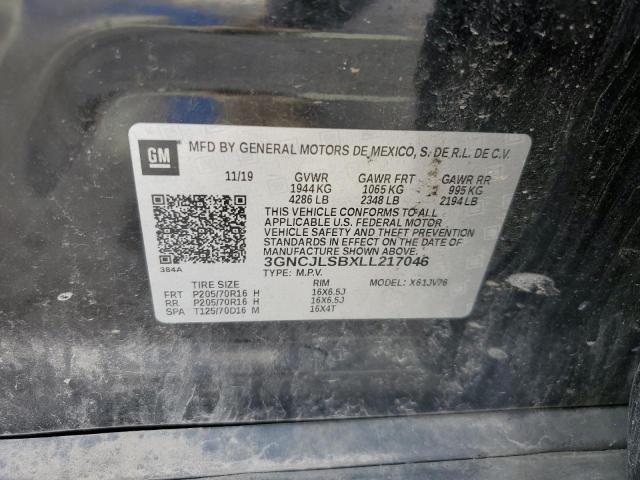 GM
MFD BY GENERAL MOTORS DE MEXICO, S. DE R.L. DE C.V.
11/19 GVWR GAWR FRT GAWR RR
1944 KG 1065 KG 995 KG
4286 LB 2348 LB 2194 LB
THIS VEHICLE CONFORMS TO ALL
APPLICABLE U.S. FEDERAL MOTOR
VEHICLE SAFETY AND THEFT PREVENTION
STANDARDS IN EFFECT ON THE DATE OF
MANUFACTURE SHOWN ABOVE.
3GNCJLSBXLL217046
384A
TYPE: M.P.V. MODEL: X61JV76
TIRE SIZE RIM
FRT P205/70R16 H 16X6.5J
RR P205/70R16 H 16X6.5J
SPA T125/70D16 M 16X4T